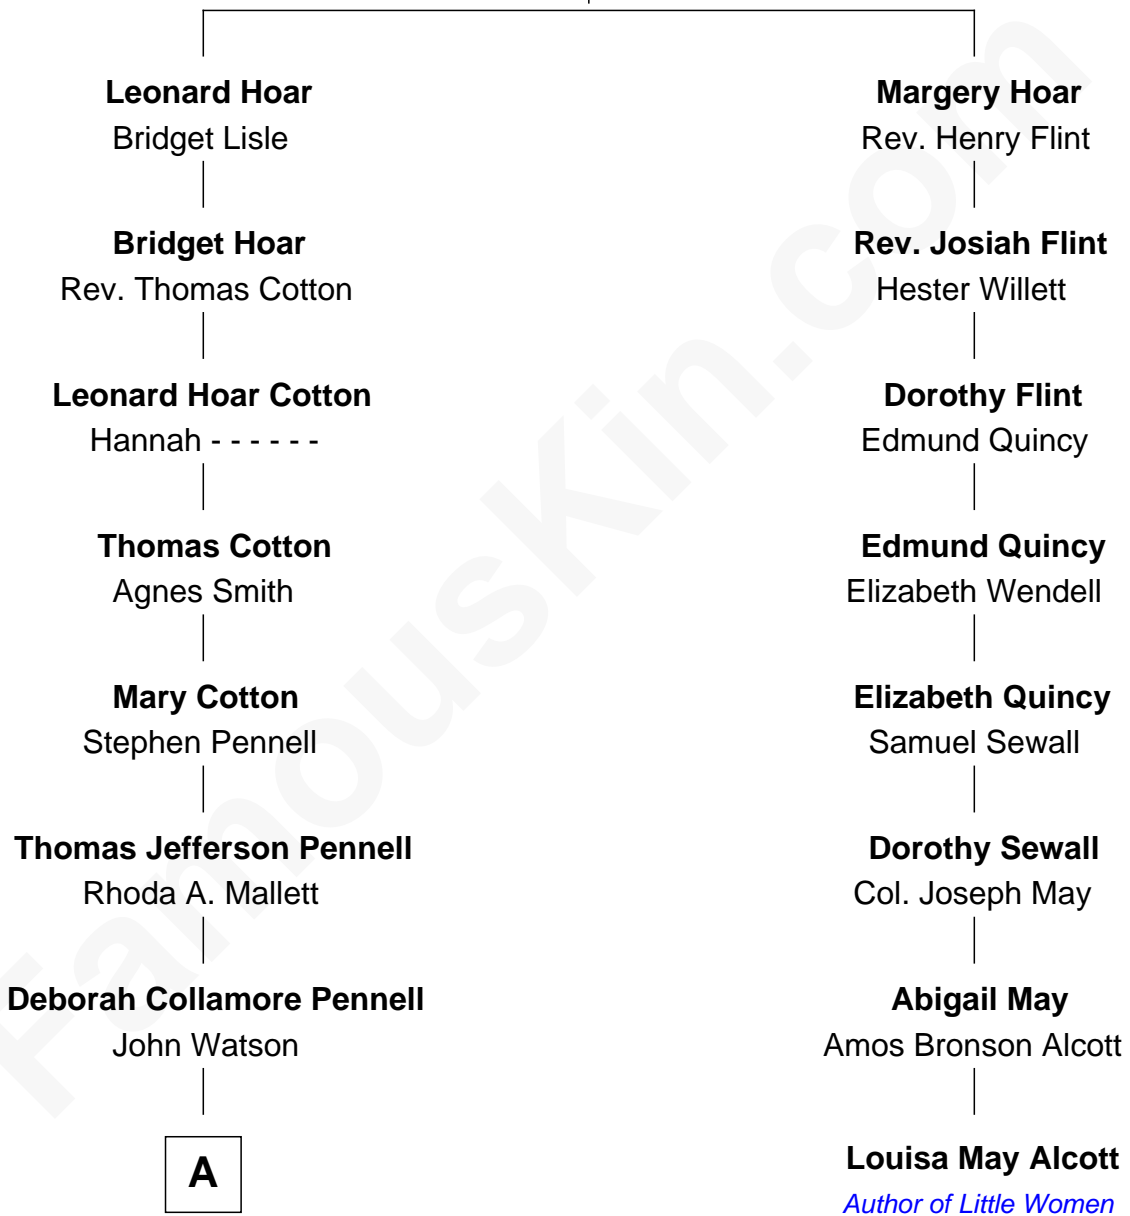 Leonard Hoar
Bridget Lisle
Bridget Hoar
Rev. Thomas Cotton
Leonard Hoar Cotton
Hannah - - - - - -
Thomas Cotton
Agnes Smith
Mary Cotton
Stephen Pennell
Thomas Jefferson Pennell
Rhoda A. Mallett
Deborah Collamore Pennell
John Watson
A
Margery Hoar
Rev. Henry Flint
Rev. Josiah Flint
Hester Willett
Dorothy Flint
Edmund Quincy
Edmund Quincy
Elizabeth Wendell
Elizabeth Quincy
Samuel Sewall
Dorothy Sewall
Col. Joseph May
Abigail May
Amos Bronson Alcott
Louisa May Alcott
Author of Little Women
FamousKin.com